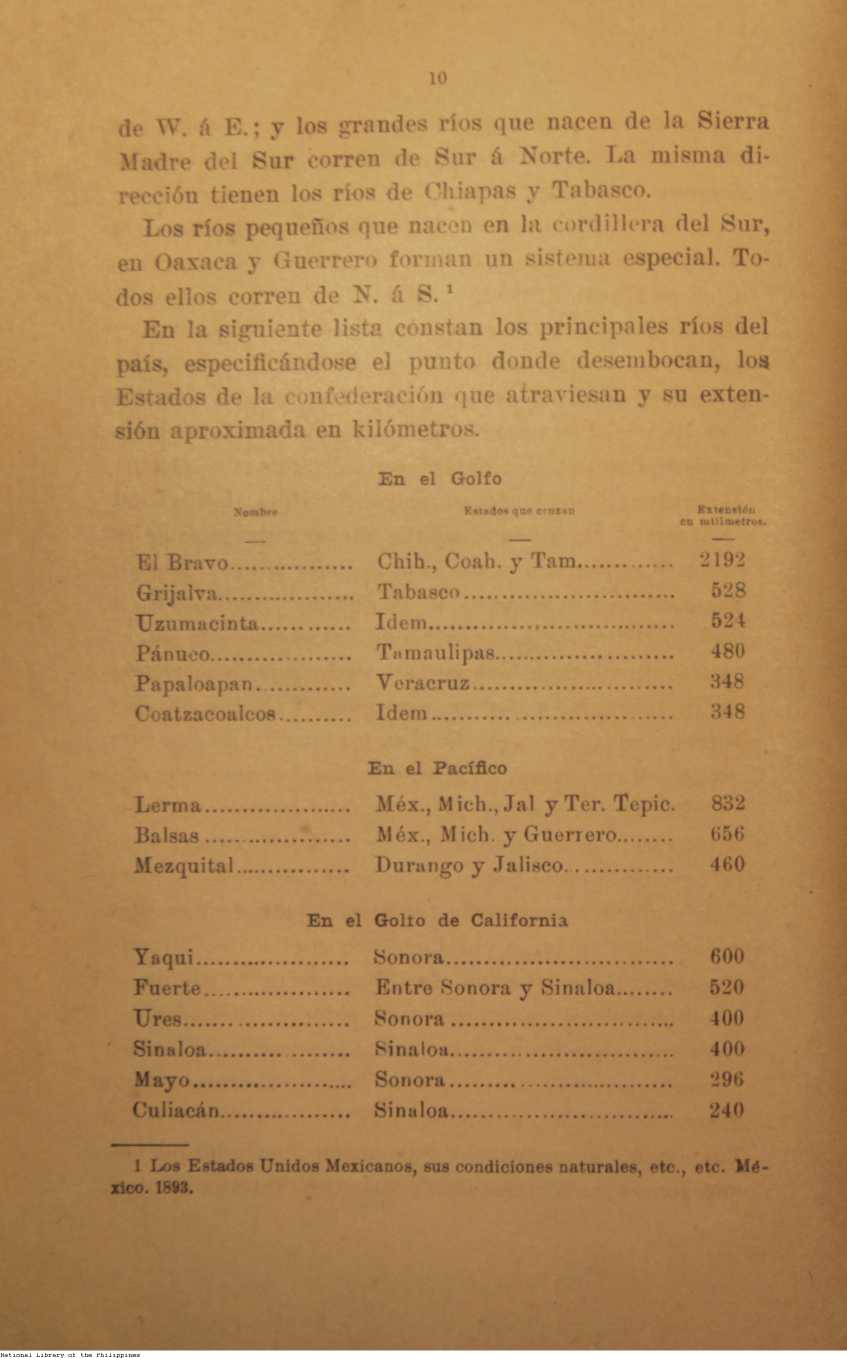 10
de W. á E.; y los grandes ríos que nacen de la Sierra
Madre del Sur corren de Sur á Norte. La misma di-
rección tienen los ríos de Chiapas y Tabasco.
Los ríos pequeños que nacen en la cordillera del Sur,
en Oaxaca y Guerrero forman un sistema especial. To-
dos ellos corren de N. á S. 1
En la siguiente lista constan los principales ríos del
país, especificándose el punto donde desembocan, los
Estados de la confederación que atraviesan y su exten-
sión aproximada en kilómetros.
En el Golfo
Nombre Estados que cruzan Extensión
en milímetros.
El Bravo................. Chih., Coah. y Tam............. 2192
Grijalva................... Tabasco............................. 528
Uzumacinta............. Idem.................................. 524
Pánuco.................... Tamaulipas......................... 480
Papaloapan............. Veracruz............................ 348
Coatzacoalcos.......... Idem.................................. 348
En el Pacífico
Lerma..................... Méx., Mich., Jal y Ter. Tepic. 832
Balsas..................... Méx., Mich. y Guerrero........ 656
Mezquital................ Durango y Jalisco............... 460
En el Golfo de California
Yaqui...................... Sonora............................... 600
Fuerte..................... Entre Sonora y Sinaloa........ 520
Ures........................ Sonora............................... 400
Sinaloa.................... Sinaloa............................... 400
Mayo....................... Sonora............................... 296
Culiacán.................. Sinaloa............................... 240
1 Los Estados Unidos Mexicanos, sus condiciones naturales, etc., etc. Mé-
xico. 1893.
National Library of the Philippines